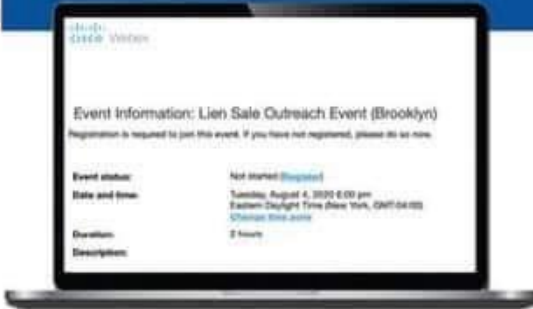 cisco Webex
Event Information: Lien Sale Outreach Event (Brooklyn)
Registration is required to join this event. If you have not registered, please do so now.
Event status: Not started (Register)
Date and time: Tuesday, August 4, 2020 6:00 pm
Eastern Daylight Time (New York, GMT-04:00)
Change time zone
Duration: 2 hours
Description: